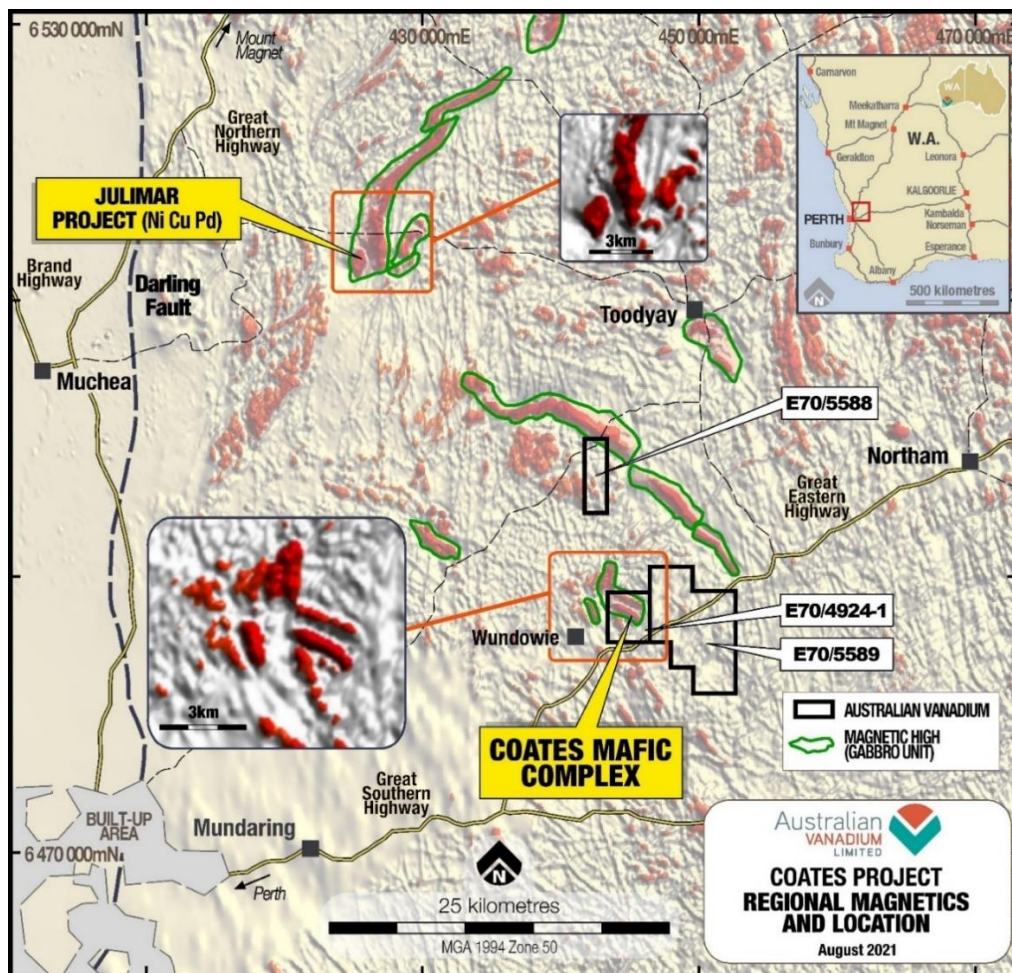 6 530 000mN
430 000mE
450 000mE
470 000mE
Mount
Magnet
Great
Northern
Highway
JULIMAR
PROJECT (Ni Cu Pd)
3km
Carnarvon
Meekatharra
Mt Magnet
WA
W.A.
Geraldton
Leonora
KALGOORLIE
PERTH
Kambalda
Norseman
Bunbury
Esperance
Albany
N
500 kilometres
Brand
Highway
Darling
Fault
Toodyay
Muchea
E70/5588
Northam
Great
Eastern
Highway
Wundowie
E70/4924-1
E70/5589
3km
AUSTRALIAN VANADIUM
MAGNETIC HIGH
(GABBRO UNIT)
COATES MAFIC
COMPLEX
Great
Southern
Highway
BUILT-UP
AREA
Mundaring
6 470 000mN
Perth
N
25 kilometres
MGA 1994 Zone 50
Australian
VANADIUM
LIMITED
COATES PROJECT
REGIONAL MAGNETICS
AND LOCATION
August 2021